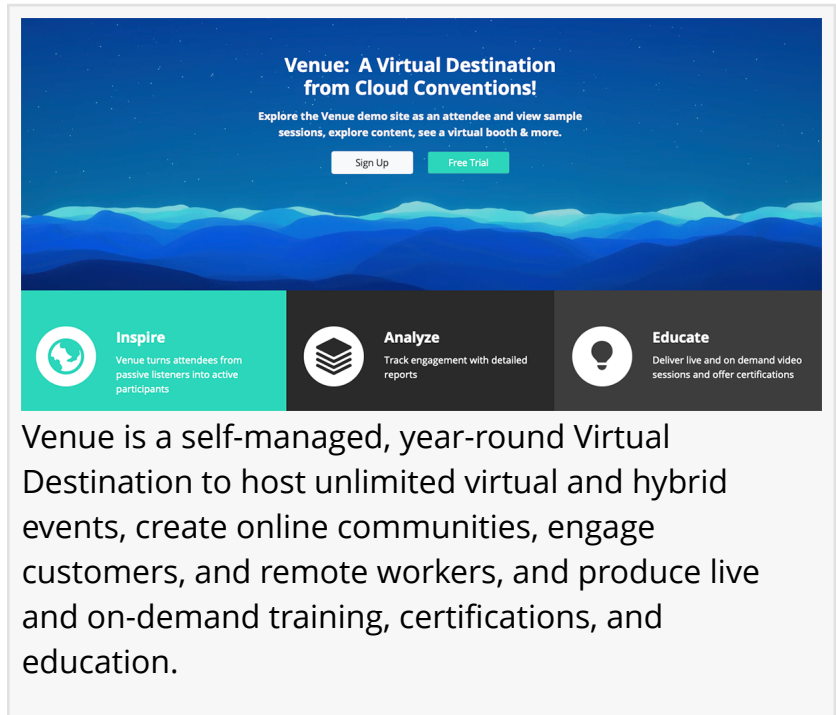 Venue: A Virtual Destination
from Cloud Conventions!
Explore the Venue demo site as an attendee and view sample
sessions, explore content, see a virtual booth & more.
Sign Up
Free Trial
Inspire
Venue turns attendees from
passive listeners into active
participants
Analyze
Track engagement with detailed
reports
Educate
Deliver live and on demand video
sessions and offer certifications
Venue is a self-managed, year-round Virtual
Destination to host unlimited virtual and hybrid
events, create online communities, engage
customers, and remote workers, and produce live
and on-demand training, certifications, and
education.